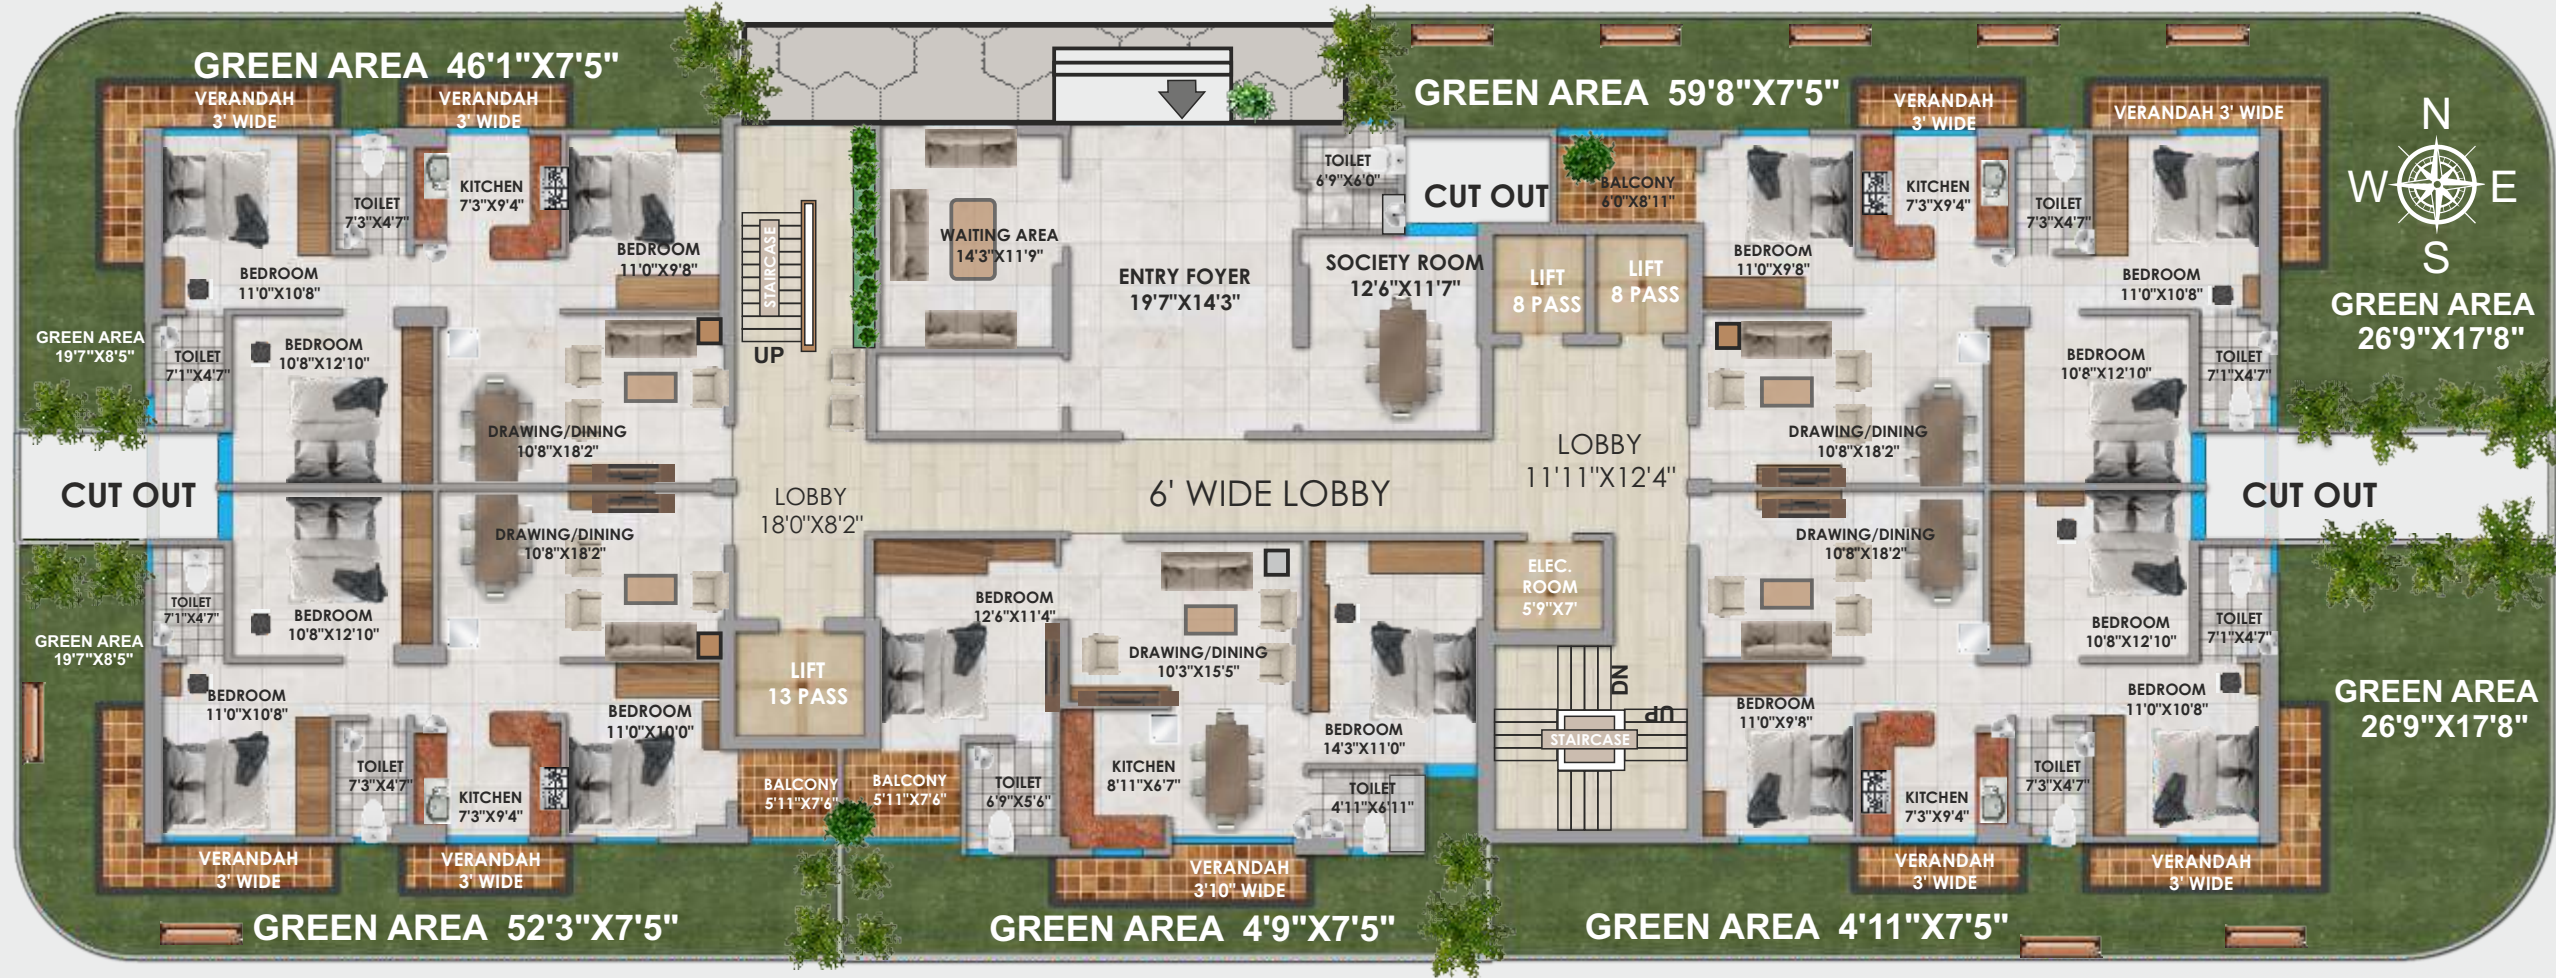 GREEN AREA 46'1"X7'5"
VERANDAH
3' WIDE
VERANDAH
3' WIDE
TOILET
7'3"X4'7"
KITCHEN
7'3"X9'4"
BEDROOM
11'0"X9'8"
BEDROOM
11'0"X10'8"
GREEN AREA
19'7"X8'5"
TOILET
7'1"X4'7"
BEDROOM
10'8"X12'10"
DRAWING/DINING
10'8"X18'2"
CUT OUT
DRAWING/DINING
10'8"X18'2"
TOILET
7'1"X4'7"
BEDROOM
10'8"X12'10"
GREEN AREA
19'7"X8'5"
BEDROOM
11'0"X10'8"
BEDROOM
11'0"X10'0"
TOILET
7'3"X4'7"
KITCHEN
7'3"X9'4"
VERANDAH
3' WIDE
VERANDAH
3' WIDE
GREEN AREA 52'3"X7'5"
STAIRCASE
UP
WAITING AREA
14'3"X11'9"
ENTRY FOYER
19'7"X14'3"
TOILET
6'9"X6'0"
SOCIETY ROOM
12'6"X11'7"
CUT OUT
BALCONY
6'0"X8'11"
LIFT
8 PASS
LIFT
8 PASS
LOBBY
18'0"X8'2"
6' WIDE LOBBY
LOBBY
11'11"X12'4"
LIFT
13 PASS
BALCONY
5'11"X7'6"
BALCONY
5'11"X7'6"
BEDROOM
12'6"X11'4"
DRAWING/DINING
10'3"X15'5"
TOILET
6'9"X5'6"
KITCHEN
8'11"X6'7"
BEDROOM
14'3"X11'0"
TOILET
4'11"X6'11"
VERANDAH
3'10" WIDE
GREEN AREA 4'9"X7'5"
ELEC.
ROOM
5'9"X7'
DN
UP
STAIRCASE
GREEN AREA 59'8"X7'5"
VERANDAH
3' WIDE
VERANDAH 3' WIDE
BEDROOM
11'0"X9'8"
KITCHEN
7'3"X9'4"
TOILET
7'3"X4'7"
BEDROOM
11'0"X10'8"
N
W
E
S
GREEN AREA
26'9"X17'8"
BEDROOM
10'8"X12'10"
TOILET
7'1"X4'7"
DRAWING/DINING
10'8"X18'2"
CUT OUT
DRAWING/DINING
10'8"X18'2"
BEDROOM
10'8"X12'10"
TOILET
7'1"X4'7"
BEDROOM
11'0"X9'8"
BEDROOM
11'0"X10'8"
GREEN AREA
26'9"X17'8"
KITCHEN
7'3"X9'4"
TOILET
7'3"X4'7"
VERANDAH
3' WIDE
VERANDAH
3' WIDE
GREEN AREA 4'11"X7'5"